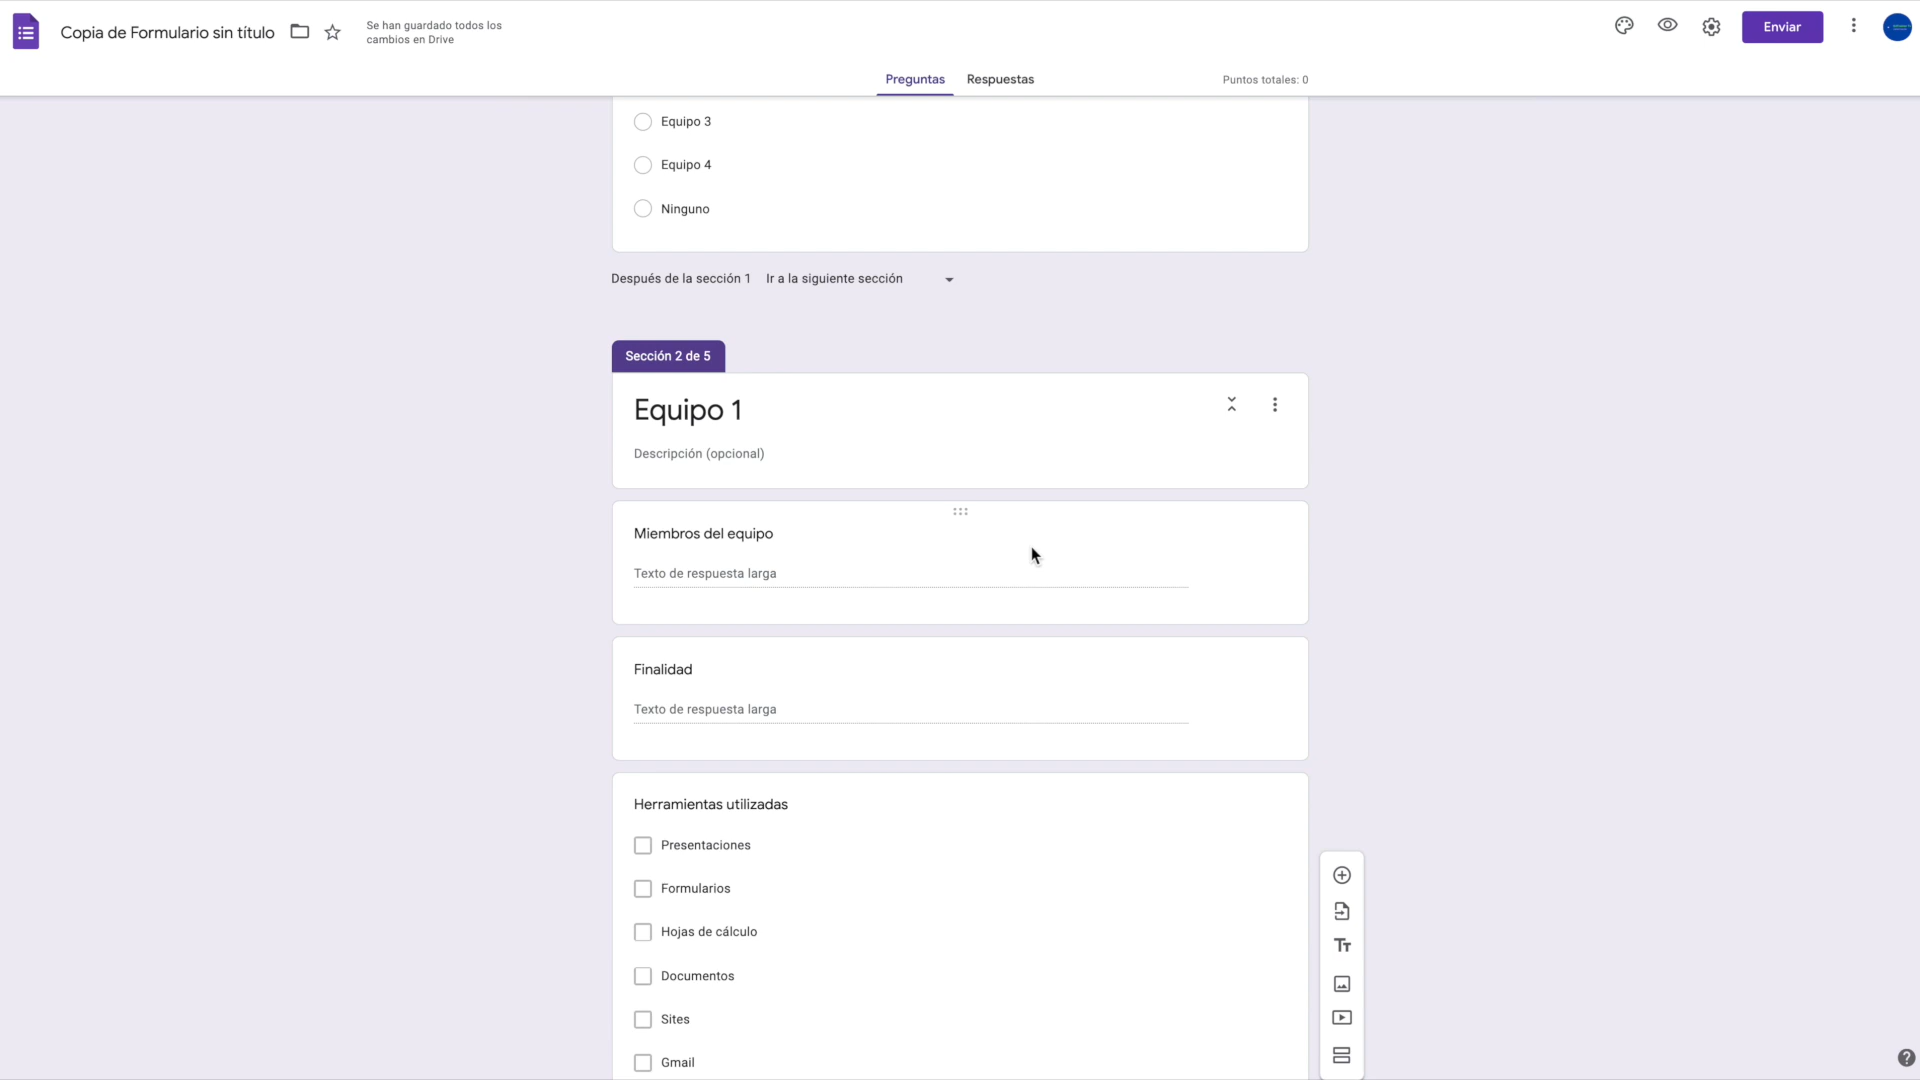 Copia de Formulario sin título
Se han guardado todos los
cambios en Drive
Enviar
Preguntas
Respuestas
Puntos totales: 0
Equipo 3
Equipo 4
Ninguno
Después de la sección 1
Ir a la siguiente sección
Sección 2 de 5
Equipo 1
Descripción (opcional)
Miembros del equipo
Texto de respuesta larga
Finalidad
Texto de respuesta larga
Herramientas utilizadas
Presentaciones
Formularios
Hojas de cálculo
Documentos
Sites
Gmail